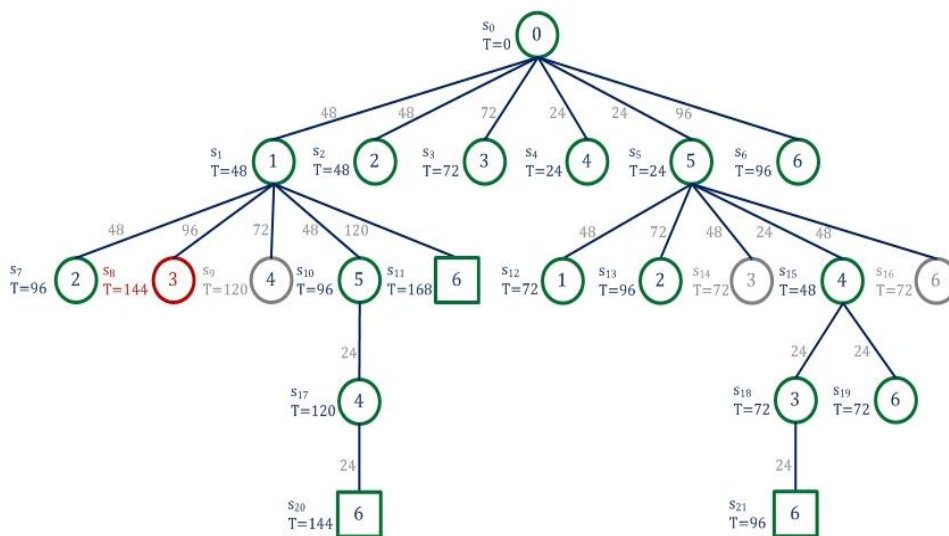 s0
T=0
0
48
48
72
24
24
96
s1
T=48
1
s2
T=48
2
s3
T=72
3
s4
T=24
4
s5
T=24
5
s6
T=96
6
48
96
72
48
120
48
72
48
24
48
s7
T=96
2
s8
T=144
3
s9
T=120
4
s10
T=96
5
s11
T=168
6
s12
T=72
1
s13
T=96
2
s14
T=72
3
s15
T=48
4
s16
T=72
6
24
24
24
s17
T=120
4
s18
T=72
3
s19
T=72
6
24
24
s20
T=144
6
s21
T=96
6